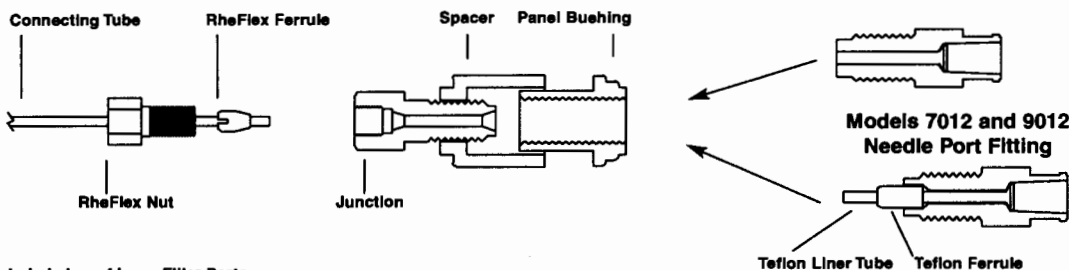 Connecting Tube
RheFlex Ferrule
Spacer
Panel Bushing
Models 7012 and 9012
Needle Port Fitting
RheFlex Nut
Junction
Teflon Liner Tube
Teflon Ferrule